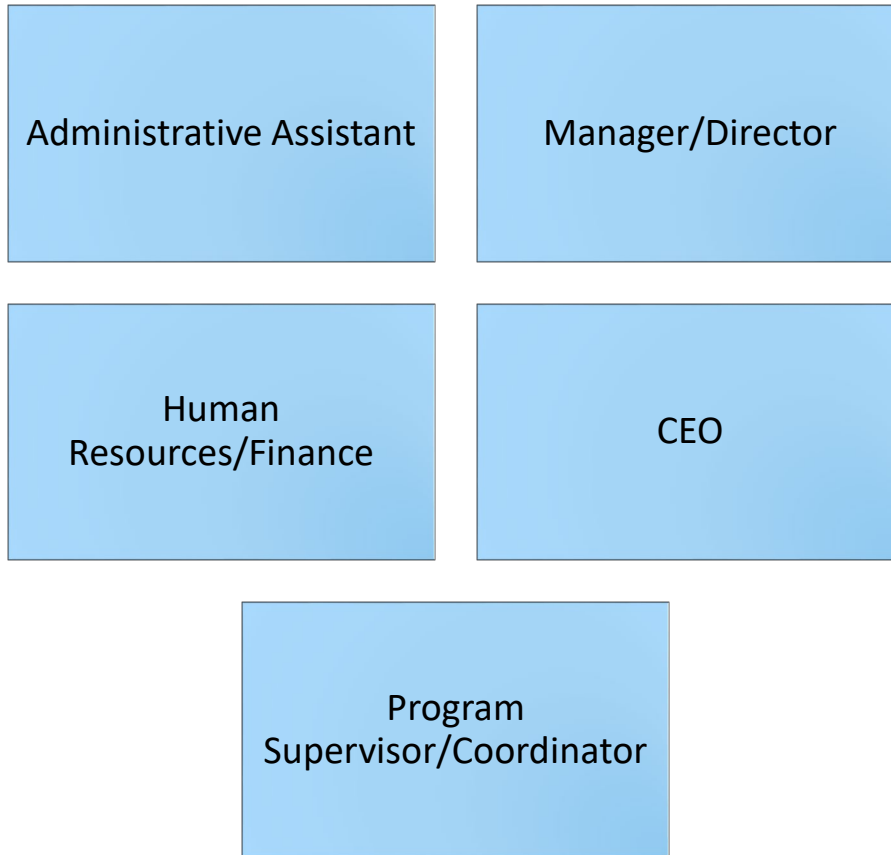 Administrative Assistant
Manager/Director
Human
Resources/Finance
CEO
Program
Supervisor/Coordinator